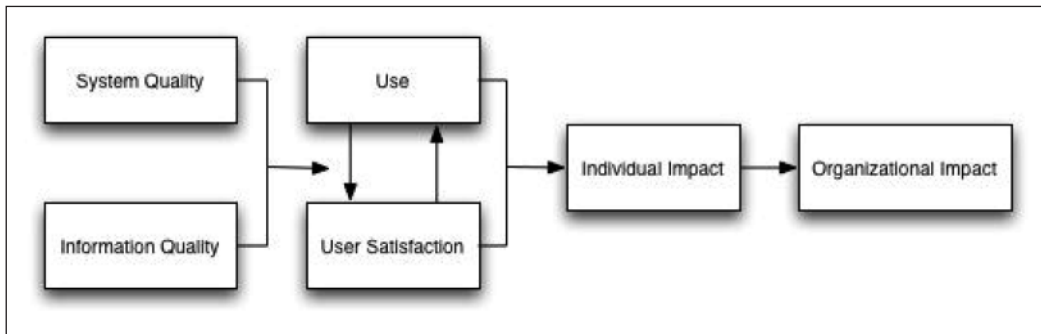 System Quality
Use
Individual Impact
Organizational Impact
Information Quality
User Satisfaction